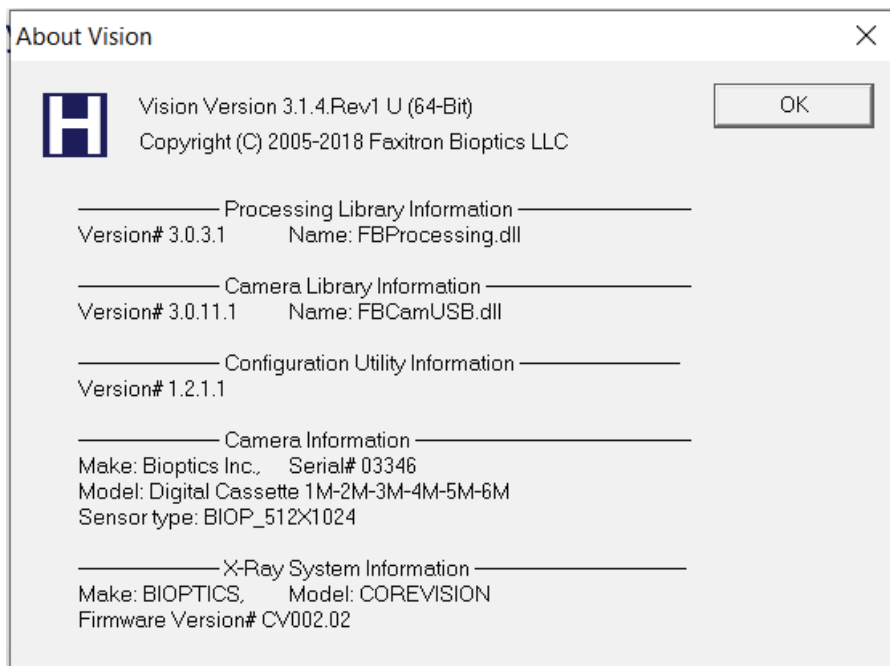 About Vision
H
Vision Version 3.1.4.Rev1 U (64-Bit)
OK
Copyright (C) 2005-2018 Faxitron Bioptics LLC
Processing Library Information
Version# 3.0.3.1 Name: FBProcessing.dll
Camera Library Information
Version# 3.0.11.1 Name: FBCamUSB.dll
Configuration Utility Information
Version# 1.2.1.1
Camera Information
Make: Bioptics Inc., Serial# 03346
Model: Digital Cassette 1M-2M-3M-4M-5M-6M
Sensor type: BIOP_512X1024
X-Ray System Information
Make: BIOPTICS, Model: COREVISION
Firmware Version# CV002.02